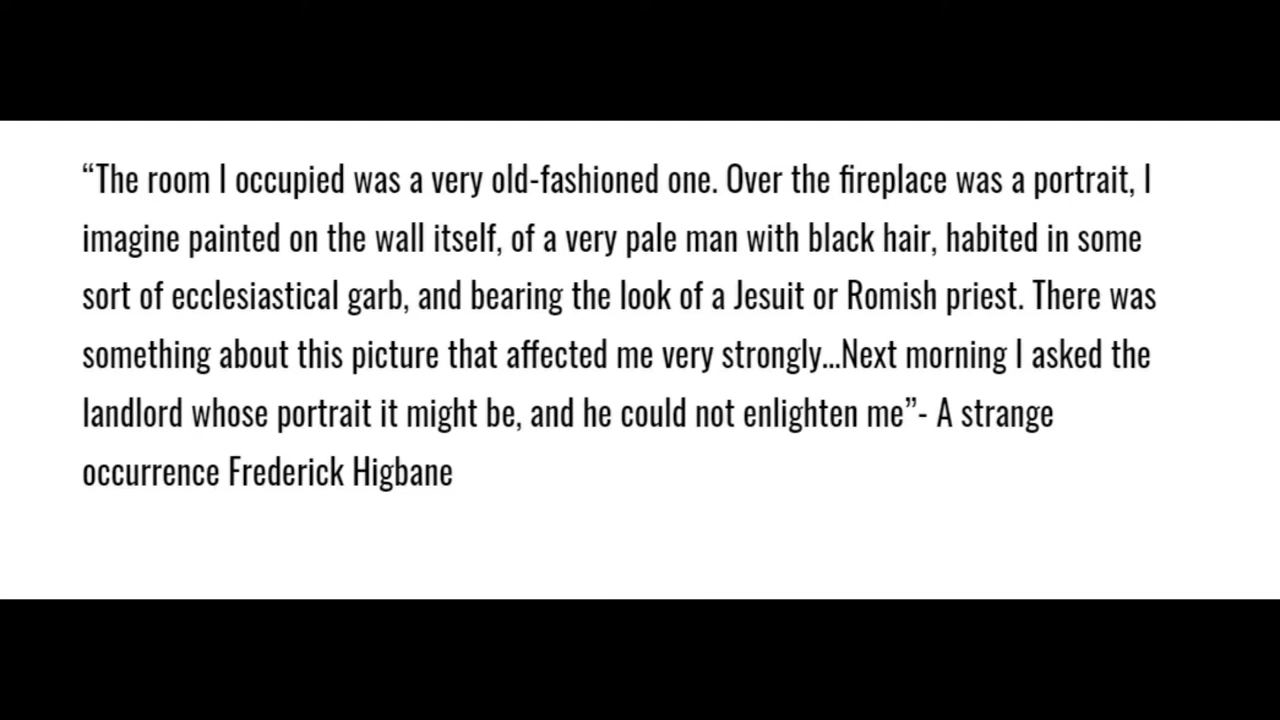 “The room I occupied was a very old-fashioned one. Over the fireplace was a portrait, I
imagine painted on the wall itself, of a very pale man with black hair, habited in some
sort of ecclesiastical garb, and bearing the look of a Jesuit or Romish priest. There was
something about this picture that affected me very strongly...Next morning I asked the
landlord whose portrait it might be, and he could not enlighten me”- A strange
occurrence Frederick Higbane